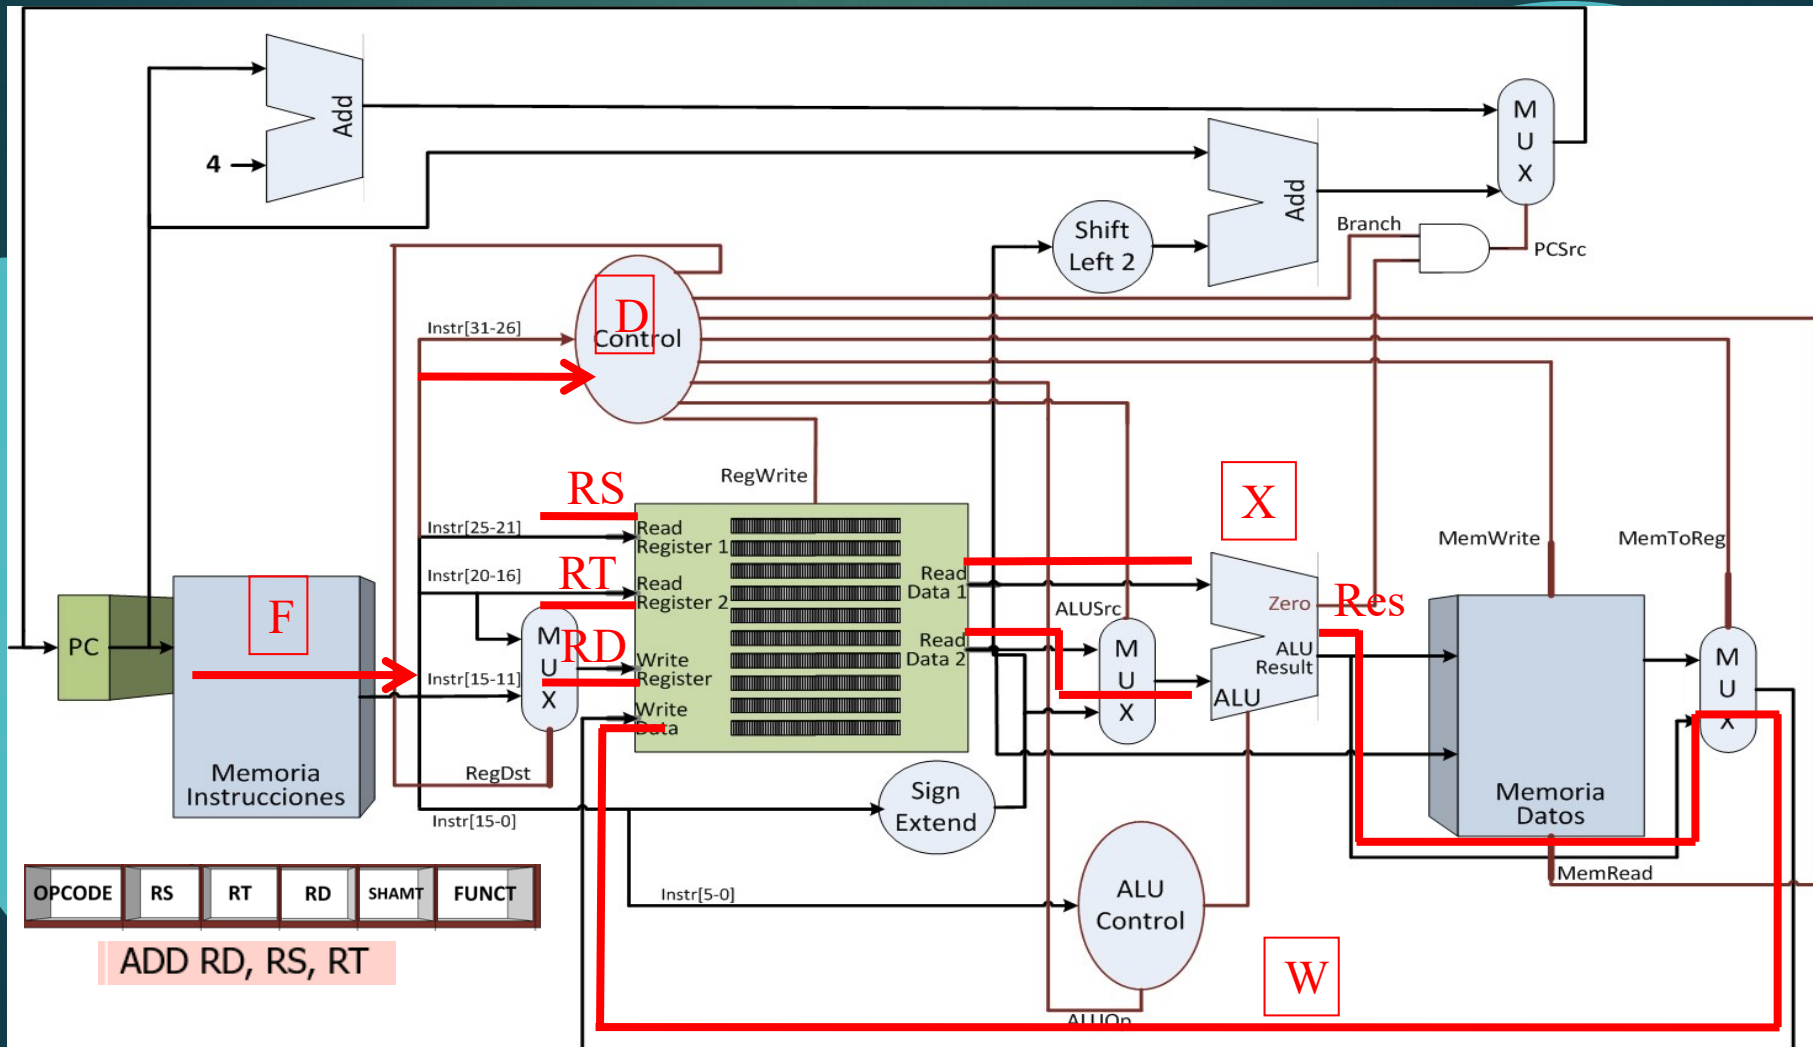 Add
4
M
U
X
Add
Shift
Left 2
Branch
PCSrc
D
Control
Instr[31-26]
RegWrite
X
RS
Instr[25-21]
Read
Register 1
MemWrite
MemToReg
RT
Instr[20-16]
Read
Register 2
Read
Data 1
ALUSrc
Zero
Res
F
PC
M
U
X
RD
Write
Register
Read
Data 2
M
U
X
ALU
Result
ALU
M
U
X
Instr[15-11]
Write
Data
RegDst
Memoria
Instrucciones
Instr[15-0]
Sign
Extend
Memoria
Datos
MemRead
OPCODE RS RT RD SHAMT FUNCT
Instr[5-0]
ALU
Control
ADD RD, RS, RT
W
ALUOp